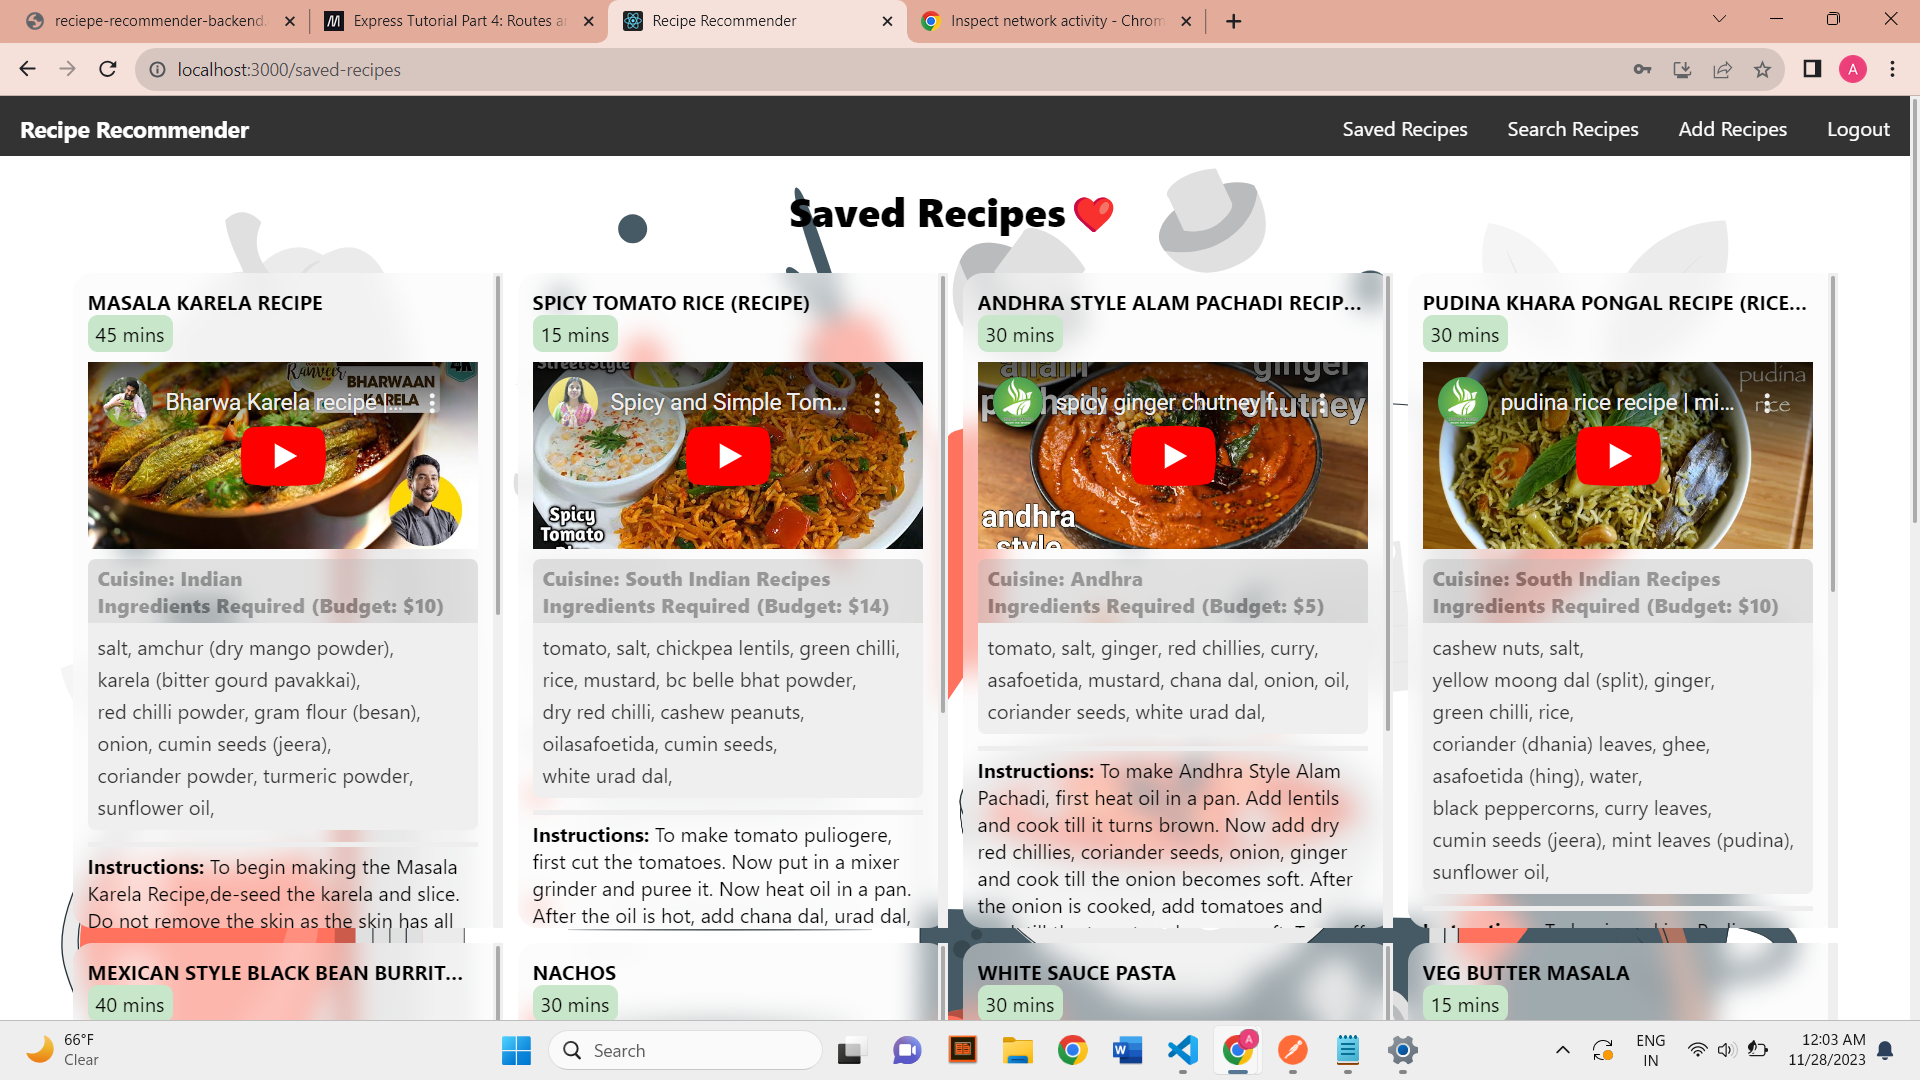 reciepe-recommender-backend.
Express Tutorial Part 4: Routes a
Recipe Recommender
Inspect network activity - Chrom
localhost:3000/saved-recipes
A
Recipe Recommender
Saved Recipes
Search Recipes
Add Recipes
Logout
Saved Recipes
MASALA KARELA RECIPE
45 mins
Ranveer
4K
BHARWAAN
KARELA
Bharwa Karela recipe |...
Cuisine: Indian
Ingredients Required (Budget: $10)
salt, amchur (dry mango powder),
karela (bitter gourd pavakkai),
red chilli powder, gram flour (besan),
onion, cumin seeds (jeera),
coriander powder, turmeric powder,
sunflower oil,
Instructions: To begin making the Masala
Karela Recipe,de-seed the karela and slice.
Do not remove the skin as the skin has all
SPICY TOMATO RICE (RECIPE)
15 mins
Street Style
Spicy and Simple Tom...
Spicy
Tomato
Cuisine: South Indian Recipes
Ingredients Required (Budget: $14)
tomato, salt, chickpea lentils, green chilli,
rice, mustard, bc belle bhat powder,
dry red chilli, cashew peanuts,
oilasafoetida, cumin seeds,
white urad dal,
Instructions: To make tomato puliogere,
first cut the tomatoes. Now put in a mixer
grinder and puree it. Now heat oil in a pan.
After the oil is hot, add chana dal, urad dal,
ANDHRA STYLE ALAM PACHADI RECIP...
30 mins
alam
pachadi
ginger
chutney
spicy ginger chutney f...
andhra
style
Cuisine: Andhra
Ingredients Required (Budget: $5)
tomato, salt, ginger, red chillies, curry,
asafoetida, mustard, chana dal, onion, oil,
coriander seeds, white urad dal,
Instructions: To make Andhra Style Alam
Pachadi, first heat oil in a pan. Add lentils
and cook till it turns brown. Now add dry
red chillies, coriander seeds, onion, ginger
and cook till the onion becomes soft. After
the onion is cooked, add tomatoes and
PUDINA KHARA PONGAL RECIPE (RICE...
30 mins
pudina
rice
pudina rice recipe | mi...
Cuisine: South Indian Recipes
Ingredients Required (Budget: $10)
cashew nuts, salt,
yellow moong dal (split), ginger,
green chilli, rice,
coriander (dhania) leaves, ghee,
asafoetida (hing), water,
black peppercorns, curry leaves,
cumin seeds (jeera), mint leaves (pudina),
sunflower oil,
MEXICAN STYLE BLACK BEAN BURRIT...
40 mins
NACHOS
30 mins
WHITE SAUCE PASTA
30 mins
VEG BUTTER MASALA
15 mins
66°F
Clear
Search
A
ENG
IN
12:03 AM
11/28/2023